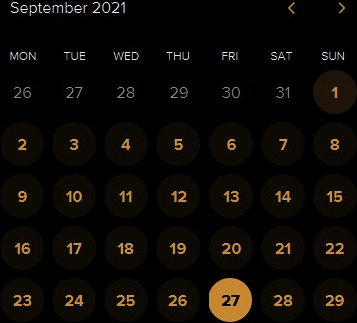 September 2021
MON TUE WED THU FRI SAT SUN
26 27 28 29 30 31 1
2 3 4 5 6 7 8
9 10 11 12 13 14 15
16 17 18 19 20 21 22
23 24 25 26 27 28 29